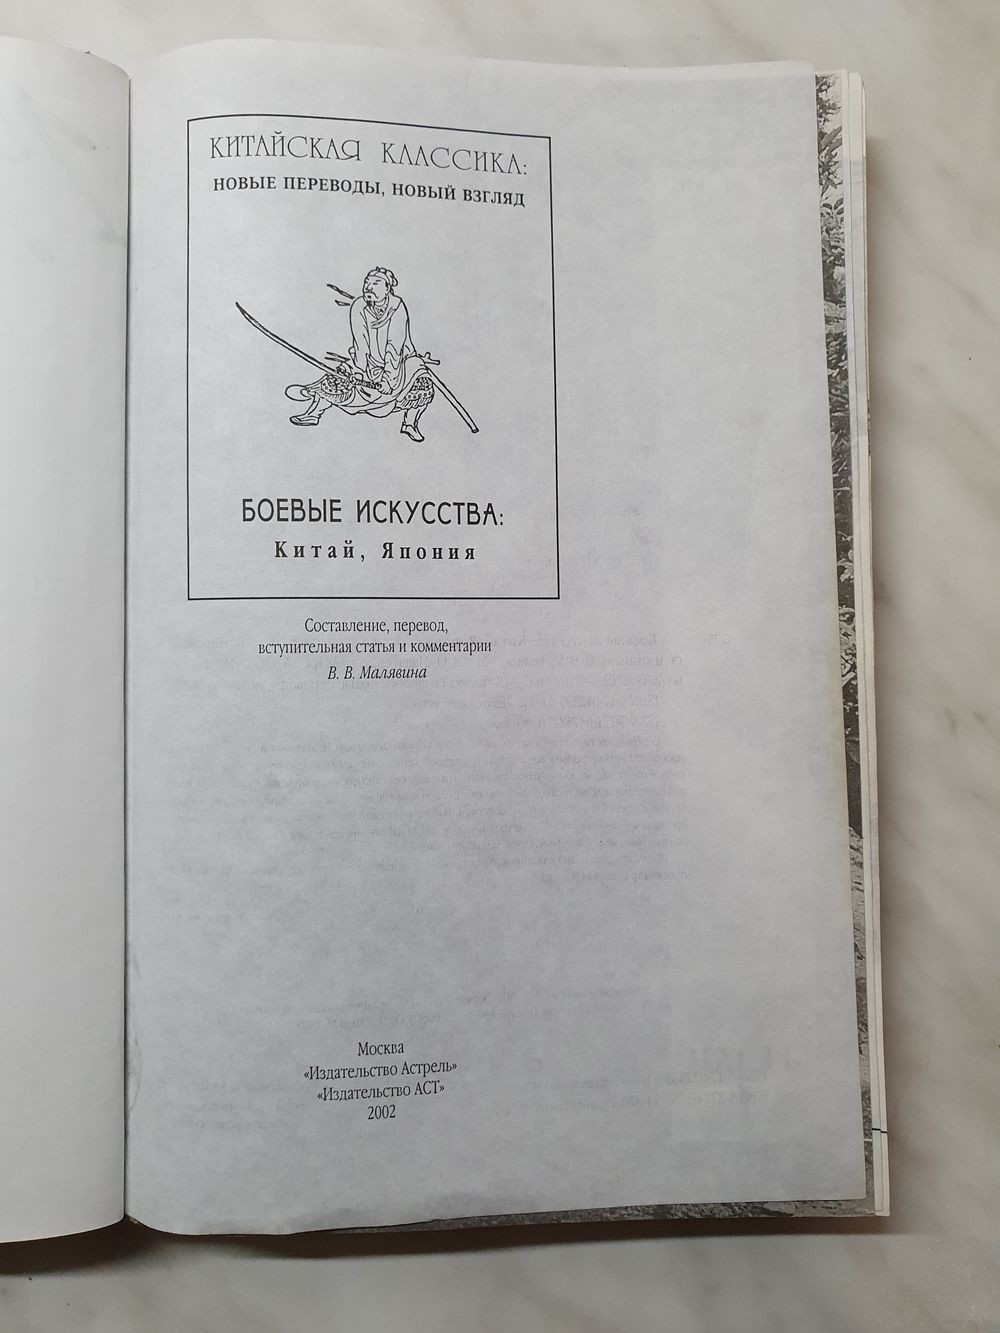 КИТАЙСКАЯ КЛАССИКА:
НОВЫЕ ПЕРЕВОДЫ, НОВЫЙ ВЗГЛЯД
БОЕВЫЕ ИСКУССТВА:
Китай, Япония
Составление, перевод,
вступительная статья и комментарии
В. В. Малявина
Москва
«Издательство Астрель»
«Издательство АСТ»
2002